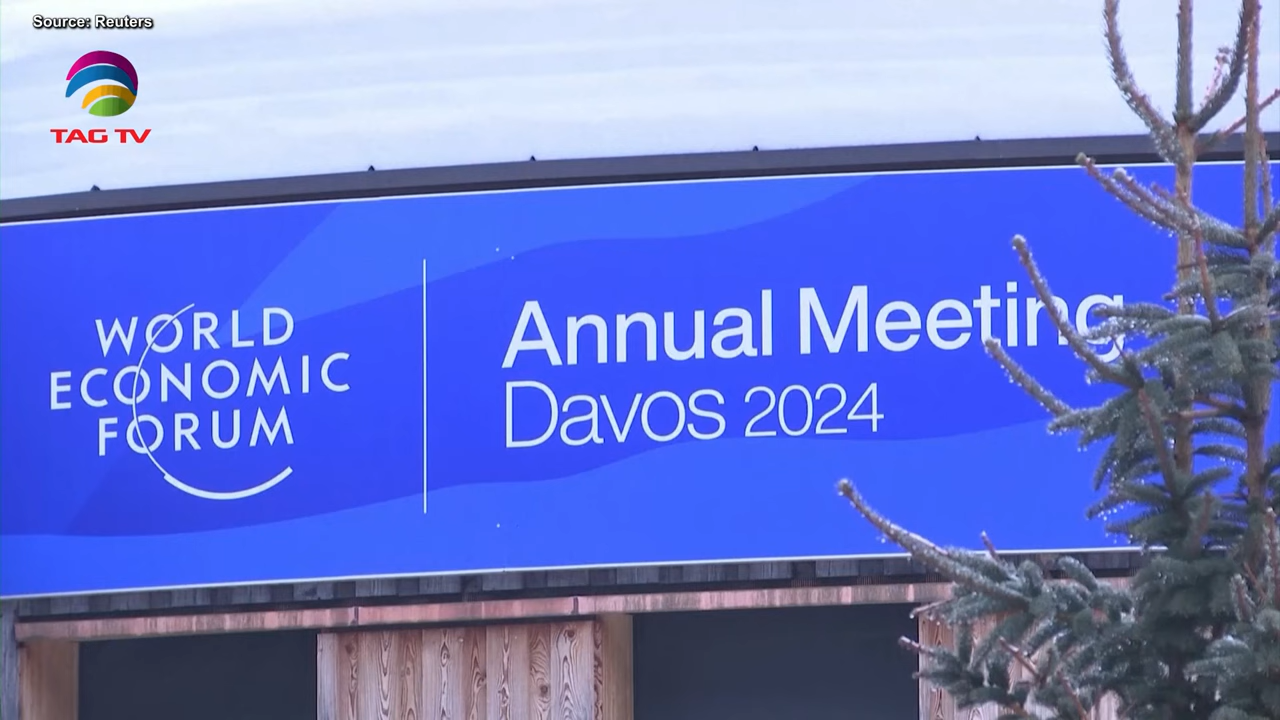 Source: Reuters
TAG TV
WORLD
ECONOMIC
FORUM
Annual Meeting
Davos 2024